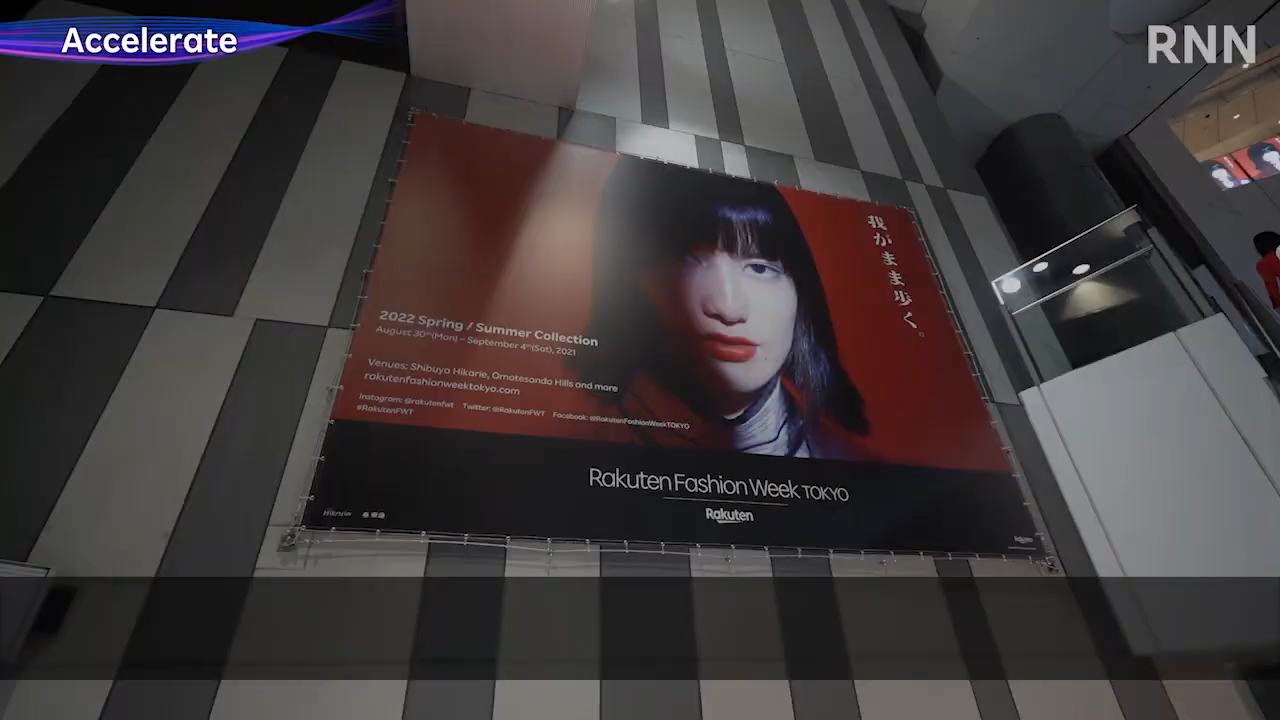 Accelerate
RNN
我がまま歩く。
2022 Spring / Summer Collection
August 30th(Mon) – September 4th(Sat), 2021
Venues: Shibuya Hikarie, Omotesando Hills and more
rakutenfashionweektokyo.com
Instagram: @rakutenfwt Twitter: @RakutenFWT Facebook: @RakutenFashionWeekTOKYO
#RakutenFWT
Rakuten Fashion Week TOKYO
Rakuten
Hikarie